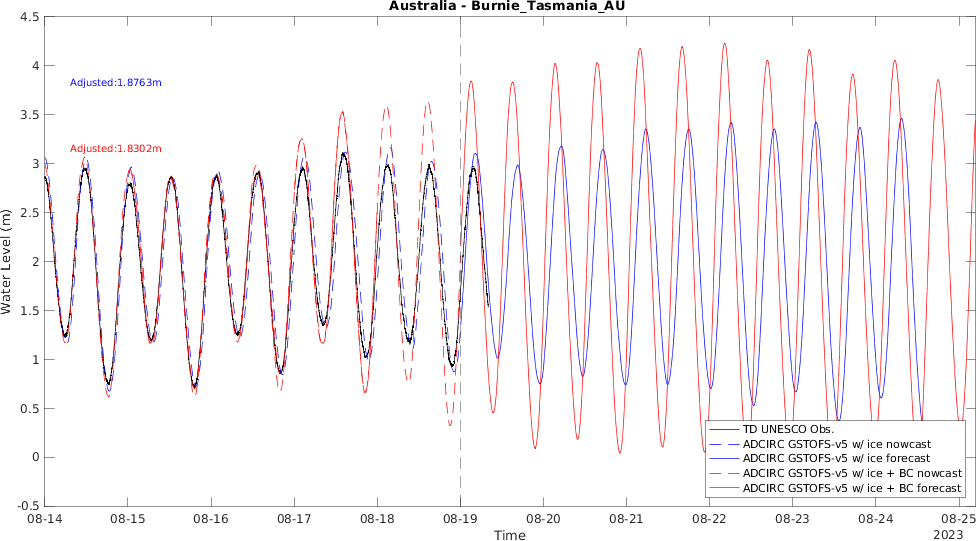 Australia - Burnie_Tasmania_AU
4.5
4
3.5
3
2.5
2
1.5
1
0.5
0
-0.5
Water Level (m)
Adjusted:1.8763m
Adjusted:1.8302m
TD UNESCO Obs.
ADCIRC GSTOFS-v5 w/ ice nowcast
ADCIRC GSTOFS-v5 w/ ice forecast
ADCIRC GSTOFS-v5 w/ ice + BC nowcast
ADCIRC GSTOFS-v5 w/ ice + BC forecast
08-14 08-15 08-16 08-17 08-18 08-19 08-20 08-21 08-22 08-23 08-24 08-25
Time
2023